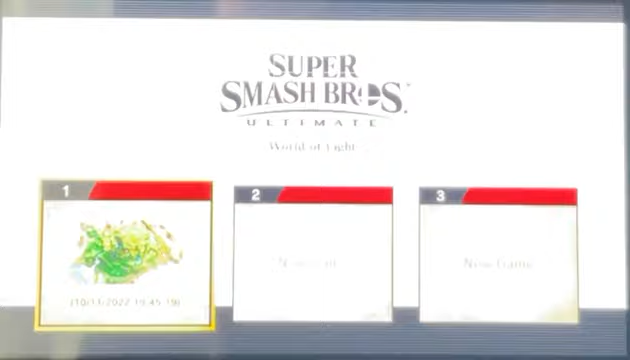 SUPER
SMASH BROS.
ULTIMATE
World of Light
1
2
3
New Game